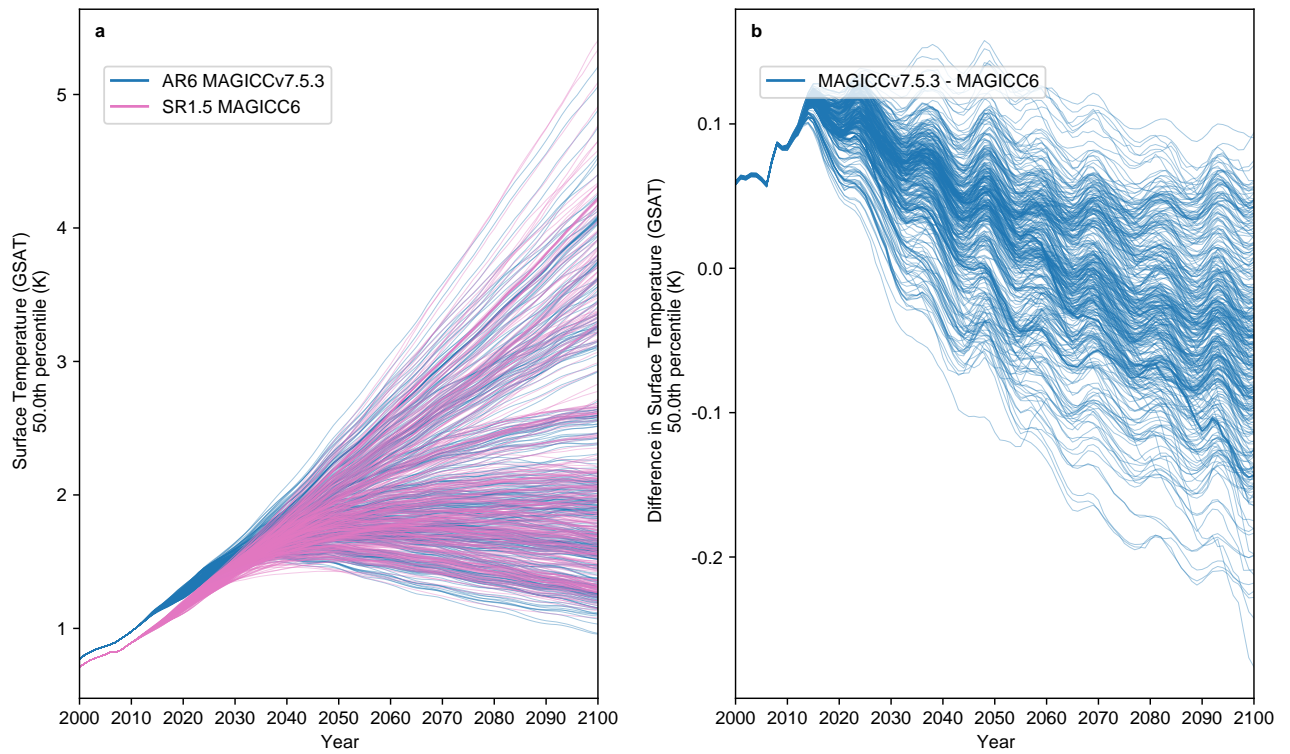 a
AR6 MAGICCv7.5.3
SR1.5 MAGICC6
5
4
3
2
1
Surface Temperature (GSAT)
50.0th percentile (K)
2000 2010 2020 2030 2040 2050 2060 2070 2080 2090 2100
Year
b
MAGICCv7.5.3 - MAGICC6
0.1
0.0
-0.1
-0.2
Difference in Surface Temperature (GSAT)
50.0th percentile (K)
2000 2010 2020 2030 2040 2050 2060 2070 2080 2090 2100
Year